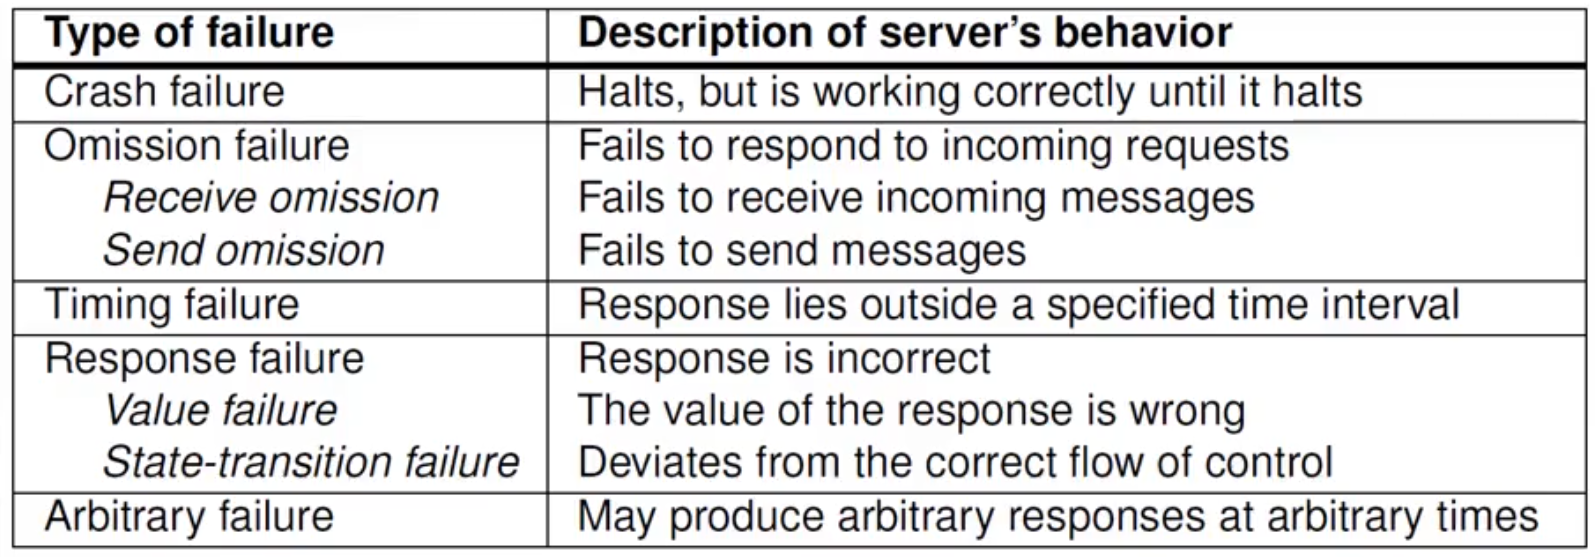 Type of failure Description of server's behavior
Crash failure Halts, but is working correctly until it halts
Omission failure Fails to respond to incoming requests
Receive omission Fails to receive incoming messages
Send omission Fails to send messages
Timing failure Response lies outside a specified time interval
Response failure Response is incorrect
Value failure The value of the response is wrong
State-transition failure Deviates from the correct flow of control
Arbitrary failure May produce arbitrary responses at arbitrary times